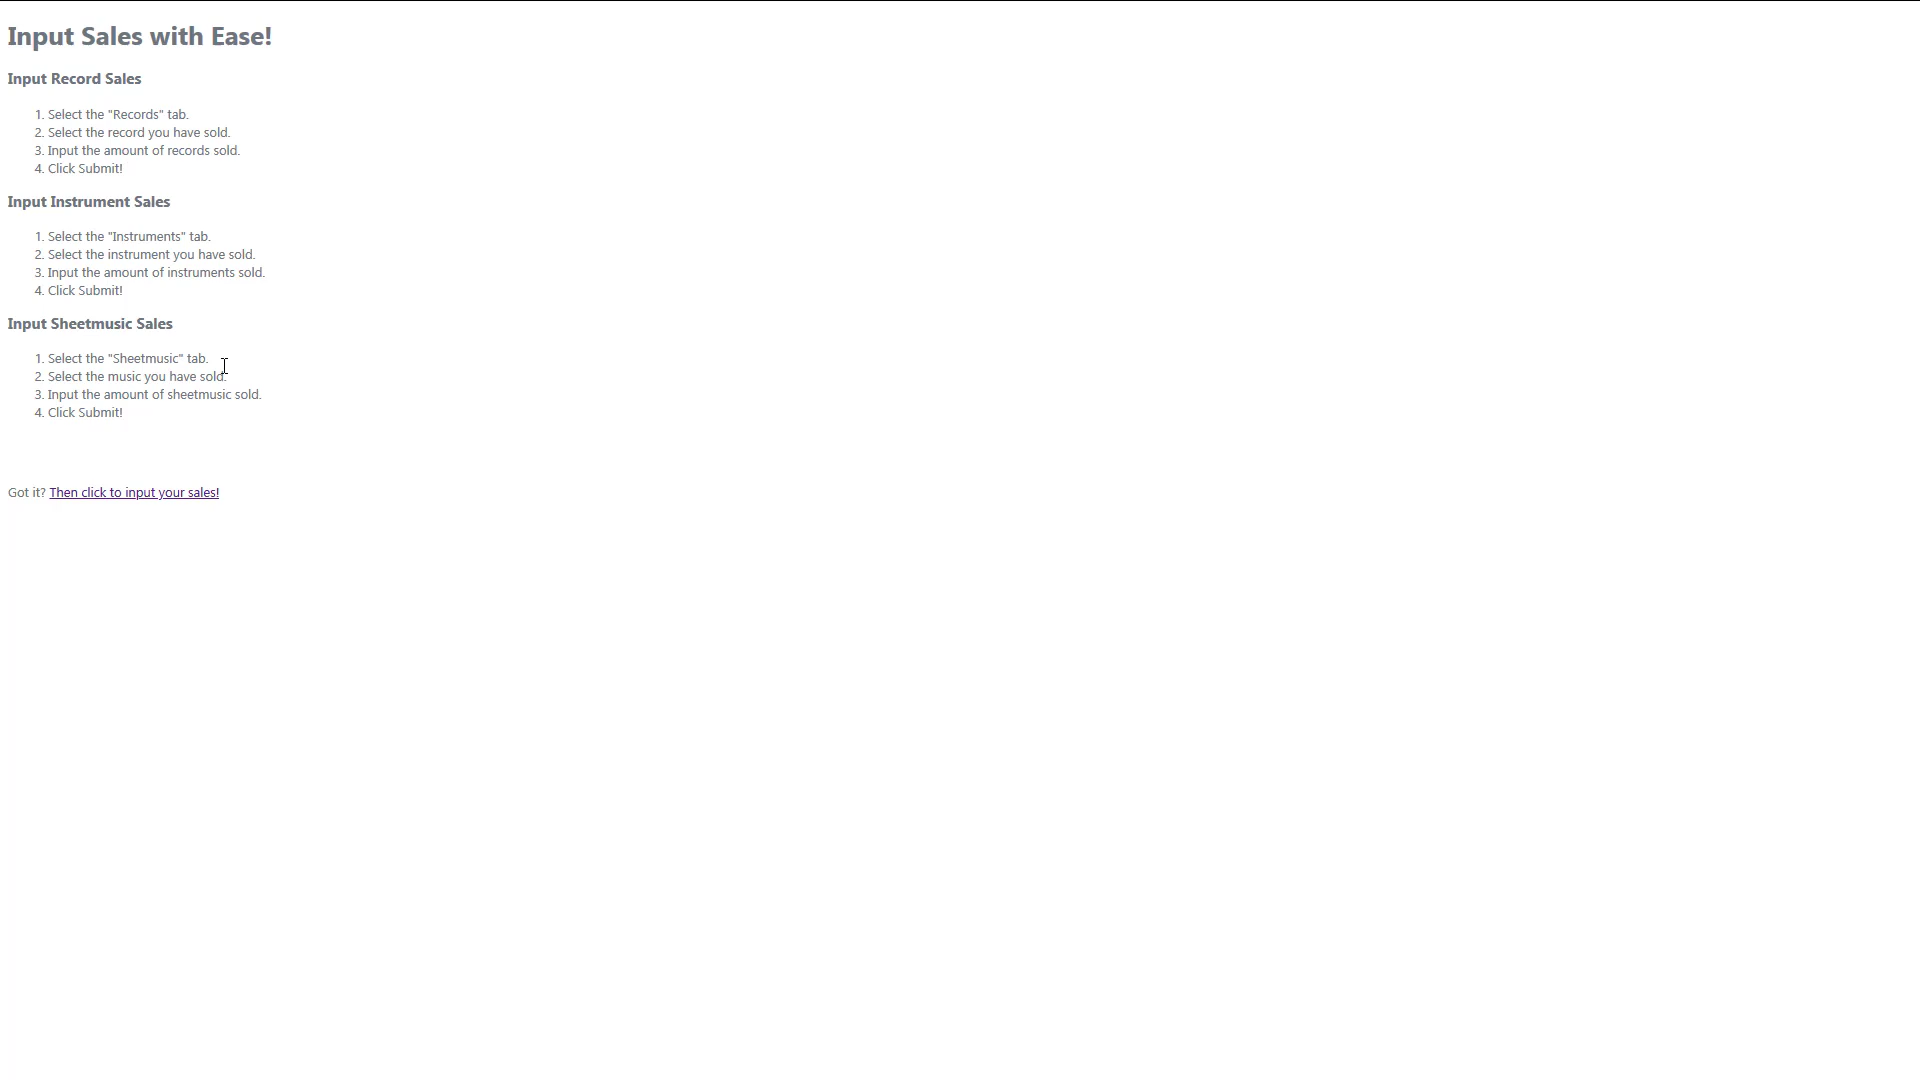 Input Sales with Ease!
Input Record Sales
1. Select the "Records" tab.
2. Select the record you have sold.
3. Input the amount of records sold.
4. Click Submit!
Input Instrument Sales
1. Select the "Instruments" tab.
2. Select the instrument you have sold.
3. Input the amount of instruments sold.
4. Click Submit!
Input Sheetmusic Sales
1. Select the "Sheetmusic" tab.
2. Select the music you have sold.
3. Input the amount of sheetmusic sold.
4. Click Submit!
Got it? Then click to input your sales!